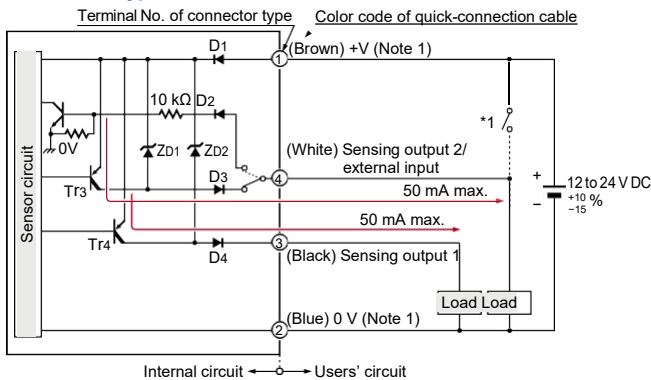 Terminal No. of connector type
Color code of quick-connection cable
D1
1
(Brown) +V (Note 1)
10 kΩ
D2
*1
0V
ZD1
ZD2
(White) Sensing output 2/
external input
Sensor circuit
Tr3
D3
4
50 mA max.
+
−
12 to 24 V DC
+10
−15 %
50 mA max.
Tr4
D4
3
(Black) Sensing output 1
Load
Load
2
(Blue) 0 V (Note 1)
Internal circuit
Users' circuit